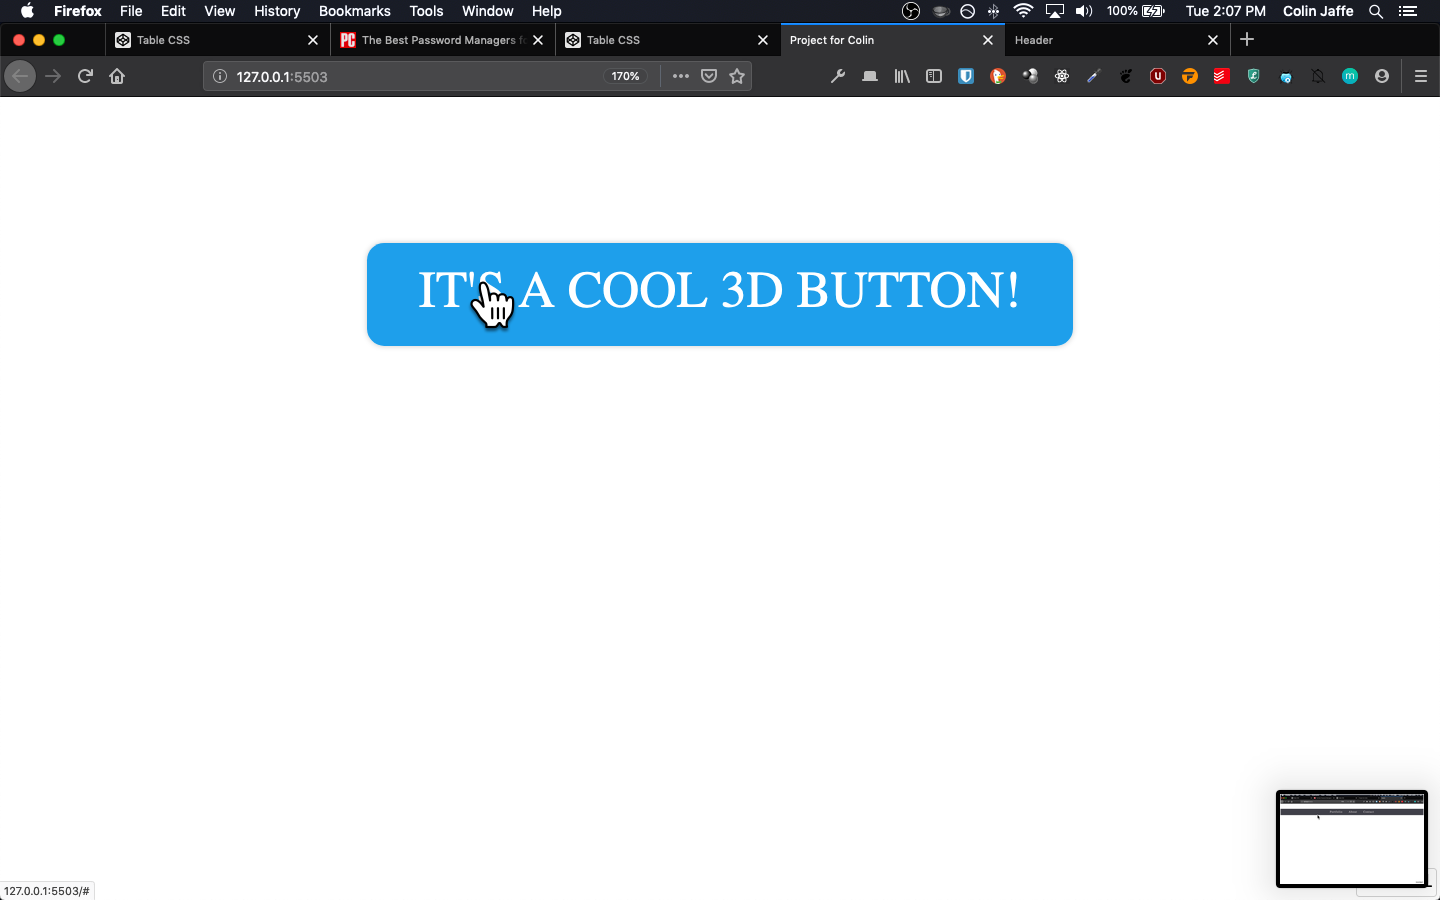 Firefox File Edit View History Bookmarks Tools Window Help 100% Tue 2:07 PM Colin Jaffe
Table CSS
PC The Best Password Managers fo
Table CSS
Project for Colin
Header
127.0.0.1:5503 170%
IT'S A COOL 3D BUTTON!
127.0.0.1:5503/#